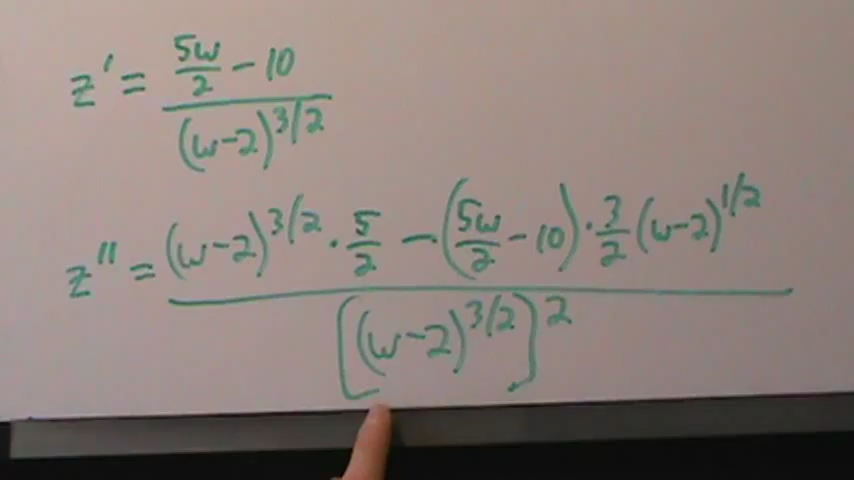 z' = (5w/2 - 10) / (w-2)^3/2
z'' = ((w-2)^3/2 · 5/2 - (5w/2 - 10) · 3/2 (w-2)^1/2) / [(w-2)^3/2]^2